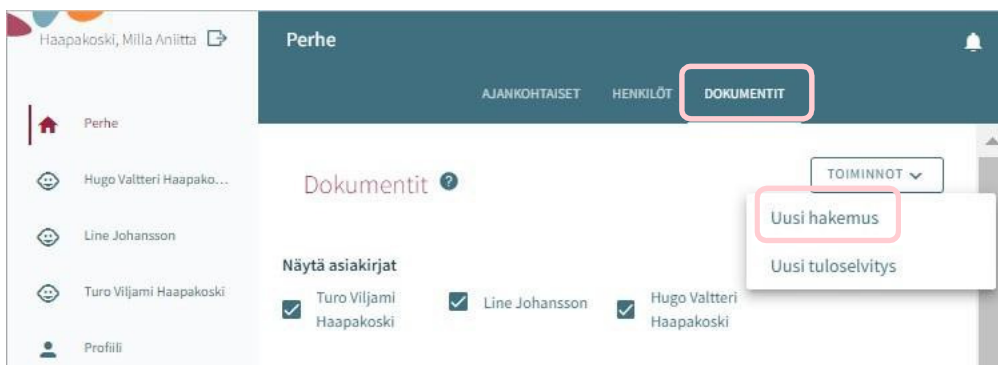 Haapakoski, Milla Aniitta
Perhe
Hugo Valtteri Haapako...
Line Johansson
Turo Viljami Haapakoski
Profiili
Perhe
AJANKOHTAISET HENKILÖT DOKUMENTIT
Dokumentit ?
TOIMINNOT
Uusi hakemus
Uusi tuloselvitys
Näytä asiakirjat
Turo Viljami
Haapakoski
Line Johansson
Hugo Valtteri
Haapakoski